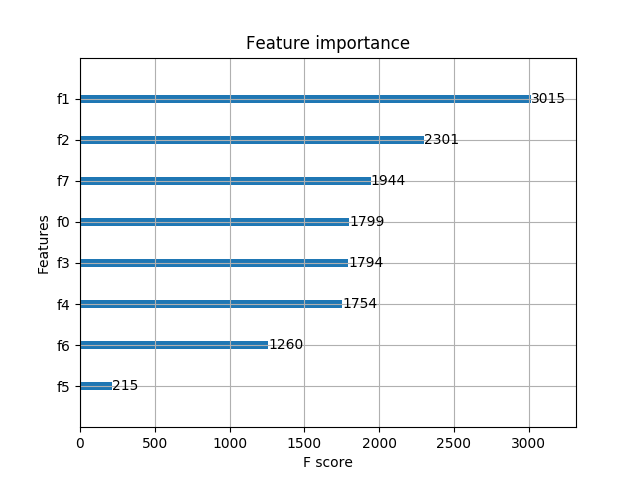 Feature importance
Features
f1 3015
f2 2301
f7 1944
f0 1799
f3 1794
f4 1754
f6 1260
f5 215
0 500 1000 1500 2000 2500 3000
F score